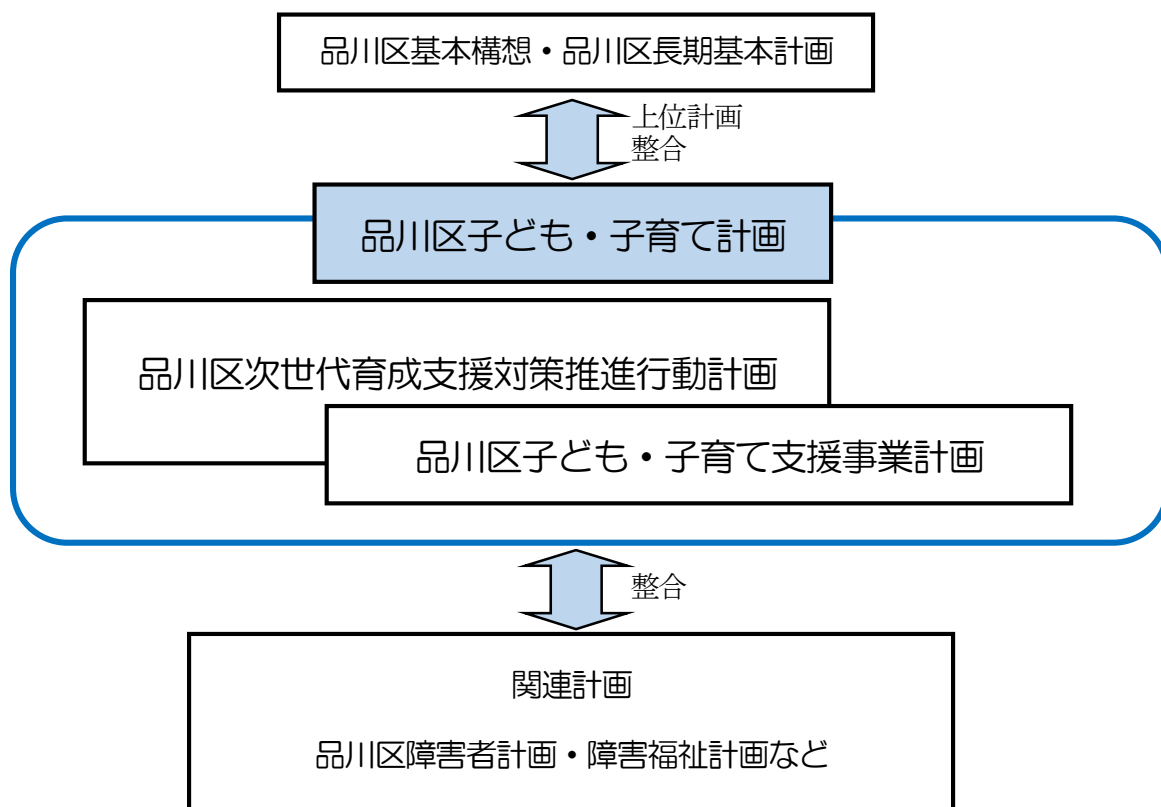 品川区基本構想・品川区長期基本計画
上位計画
整合
品川区子ども・子育て計画
品川区次世代育成支援対策推進行動計画
品川区子ども・子育て支援事業計画
整合
関連計画
品川区障害者計画・障害福祉計画など